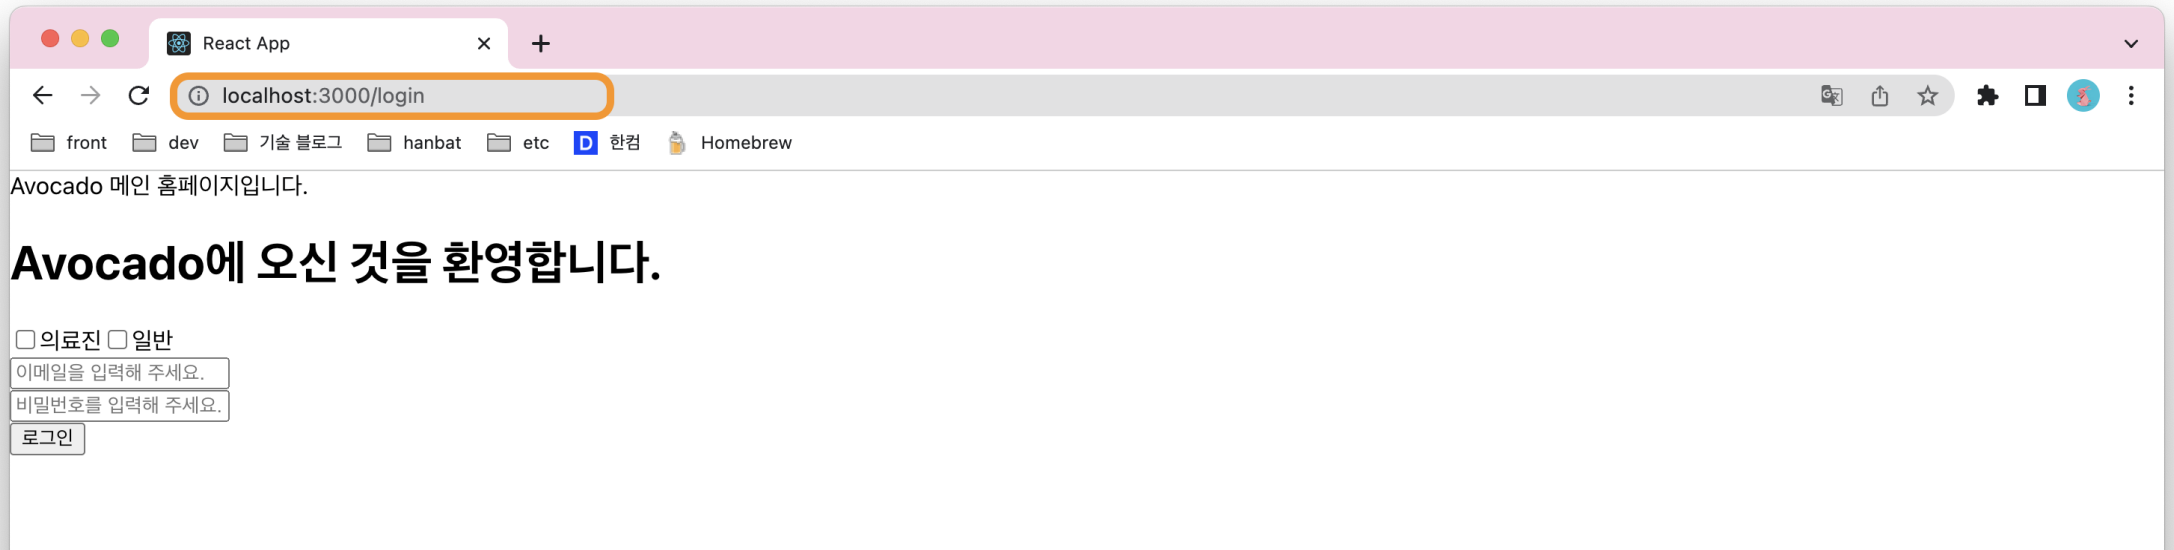 React App
localhost:3000/login
front dev 기술 블로그 hanbat etc D 한컴 Homebrew
Avocado 메인 홈페이지입니다.
Avocado에 오신 것을 환영합니다.
의료진 일반
이메일을 입력해 주세요.
비밀번호를 입력해 주세요.
로그인